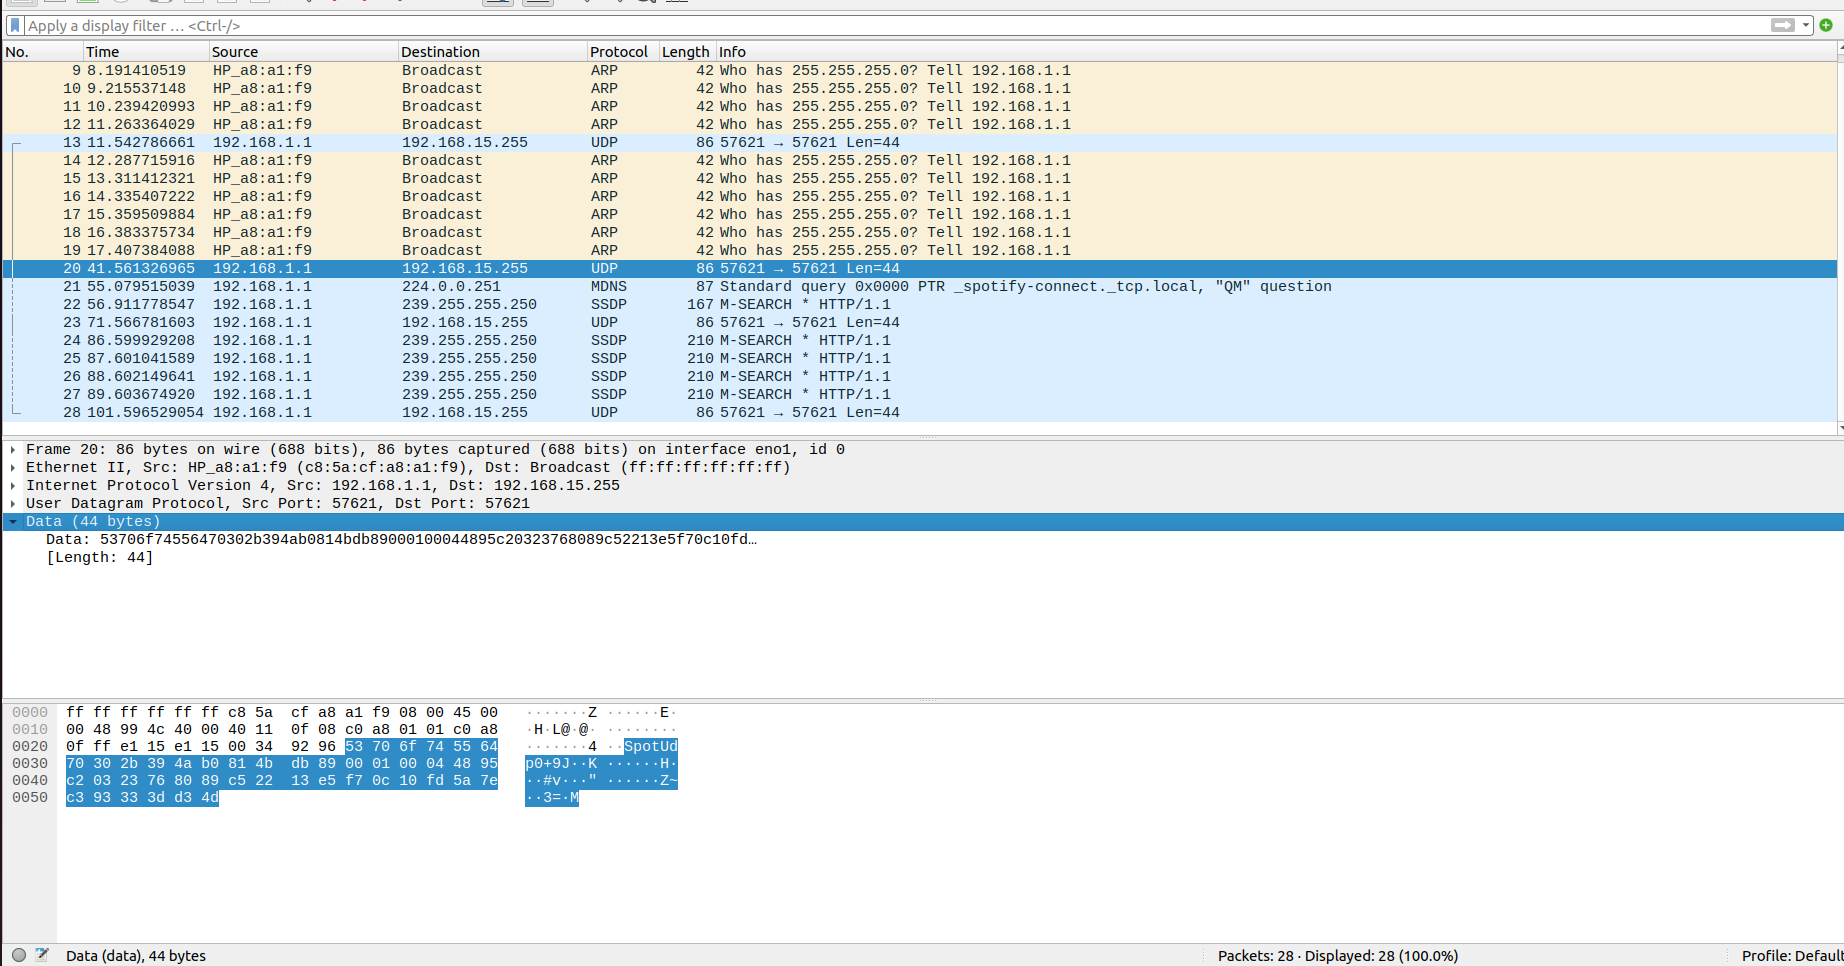 Apply a display filter … <Ctrl-/>
No. Time Source Destination Protocol Length Info
9 8.191410519 HP_a8:a1:f9 Broadcast ARP 42 Who has 255.255.255.0? Tell 192.168.1.1
10 9.215537148 HP_a8:a1:f9 Broadcast ARP 42 Who has 255.255.255.0? Tell 192.168.1.1
11 10.239420993 HP_a8:a1:f9 Broadcast ARP 42 Who has 255.255.255.0? Tell 192.168.1.1
12 11.263364029 HP_a8:a1:f9 Broadcast ARP 42 Who has 255.255.255.0? Tell 192.168.1.1
13 11.542786661 192.168.1.1 192.168.15.255 UDP 86 57621 → 57621 Len=44
14 12.287715916 HP_a8:a1:f9 Broadcast ARP 42 Who has 255.255.255.0? Tell 192.168.1.1
15 13.311412321 HP_a8:a1:f9 Broadcast ARP 42 Who has 255.255.255.0? Tell 192.168.1.1
16 14.335407222 HP_a8:a1:f9 Broadcast ARP 42 Who has 255.255.255.0? Tell 192.168.1.1
17 15.359509884 HP_a8:a1:f9 Broadcast ARP 42 Who has 255.255.255.0? Tell 192.168.1.1
18 16.383375734 HP_a8:a1:f9 Broadcast ARP 42 Who has 255.255.255.0? Tell 192.168.1.1
19 17.407384088 HP_a8:a1:f9 Broadcast ARP 42 Who has 255.255.255.0? Tell 192.168.1.1
20 41.561326965 192.168.1.1 192.168.15.255 UDP 86 57621 → 57621 Len=44
21 55.079515039 192.168.1.1 224.0.0.251 MDNS 87 Standard query 0x0000 PTR _spotify-connect._tcp.local, "QM" question
22 56.911778547 192.168.1.1 239.255.255.250 SSDP 167 M-SEARCH * HTTP/1.1
23 71.566781603 192.168.1.1 192.168.15.255 UDP 86 57621 → 57621 Len=44
24 86.599929208 192.168.1.1 239.255.255.250 SSDP 210 M-SEARCH * HTTP/1.1
25 87.601041589 192.168.1.1 239.255.255.250 SSDP 210 M-SEARCH * HTTP/1.1
26 88.602149641 192.168.1.1 239.255.255.250 SSDP 210 M-SEARCH * HTTP/1.1
27 89.603674920 192.168.1.1 239.255.255.250 SSDP 210 M-SEARCH * HTTP/1.1
28 101.596529054 192.168.1.1 192.168.15.255 UDP 86 57621 → 57621 Len=44
Frame 20: 86 bytes on wire (688 bits), 86 bytes captured (688 bits) on interface eno1, id 0
Ethernet II, Src: HP_a8:a1:f9 (c8:5a:cf:a8:a1:f9), Dst: Broadcast (ff:ff:ff:ff:ff:ff)
Internet Protocol Version 4, Src: 192.168.1.1, Dst: 192.168.15.255
User Datagram Protocol, Src Port: 57621, Dst Port: 57621
Data (44 bytes)
Data: 53706f74556470302b394ab0814bdb89000100044895c20323768089c52213e5f70c10fd…
[Length: 44]
0000 ff ff ff ff ff ff c8 5a cf a8 a1 f9 08 00 45 00 ·······Z ······E·
0010 00 48 99 4c 40 00 40 11 0f 08 c0 a8 01 01 c0 a8 ·H·L@·@· ········
0020 0f ff e1 15 e1 15 00 34 92 96 53 70 6f 74 55 64 ·······4 ··SpotUd
0030 70 30 2b 39 4a b0 81 4b db 89 00 01 00 04 48 95 p0+9J··K ······H·
0040 c2 03 23 76 80 89 c5 22 13 e5 f7 0c 10 fd 5a 7e ··#v···" ······Z~
0050 c3 93 33 3d d3 4d ··3=·M
Data (data), 44 bytes Packets: 28 · Displayed: 28 (100.0%) Profile: Default